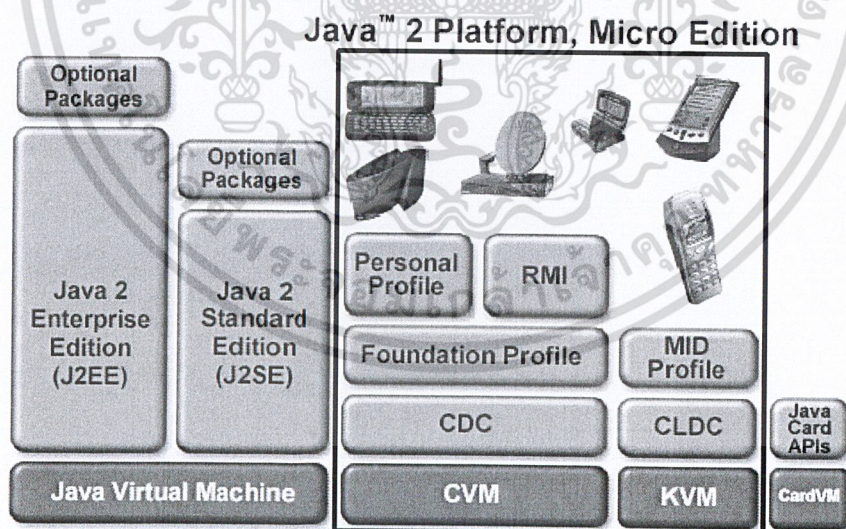 Java™ 2 Platform, Micro Edition
Optional
Packages
Optional
Packages
Java 2
Enterprise
Edition
(J2EE)
Java 2
Standard
Edition
(J2SE)
Personal
Profile
RMI
Foundation Profile
MID
Profile
CDC
CLDC
Java
Card
APIs
Java Virtual Machine
CVM
KVM
CardVM